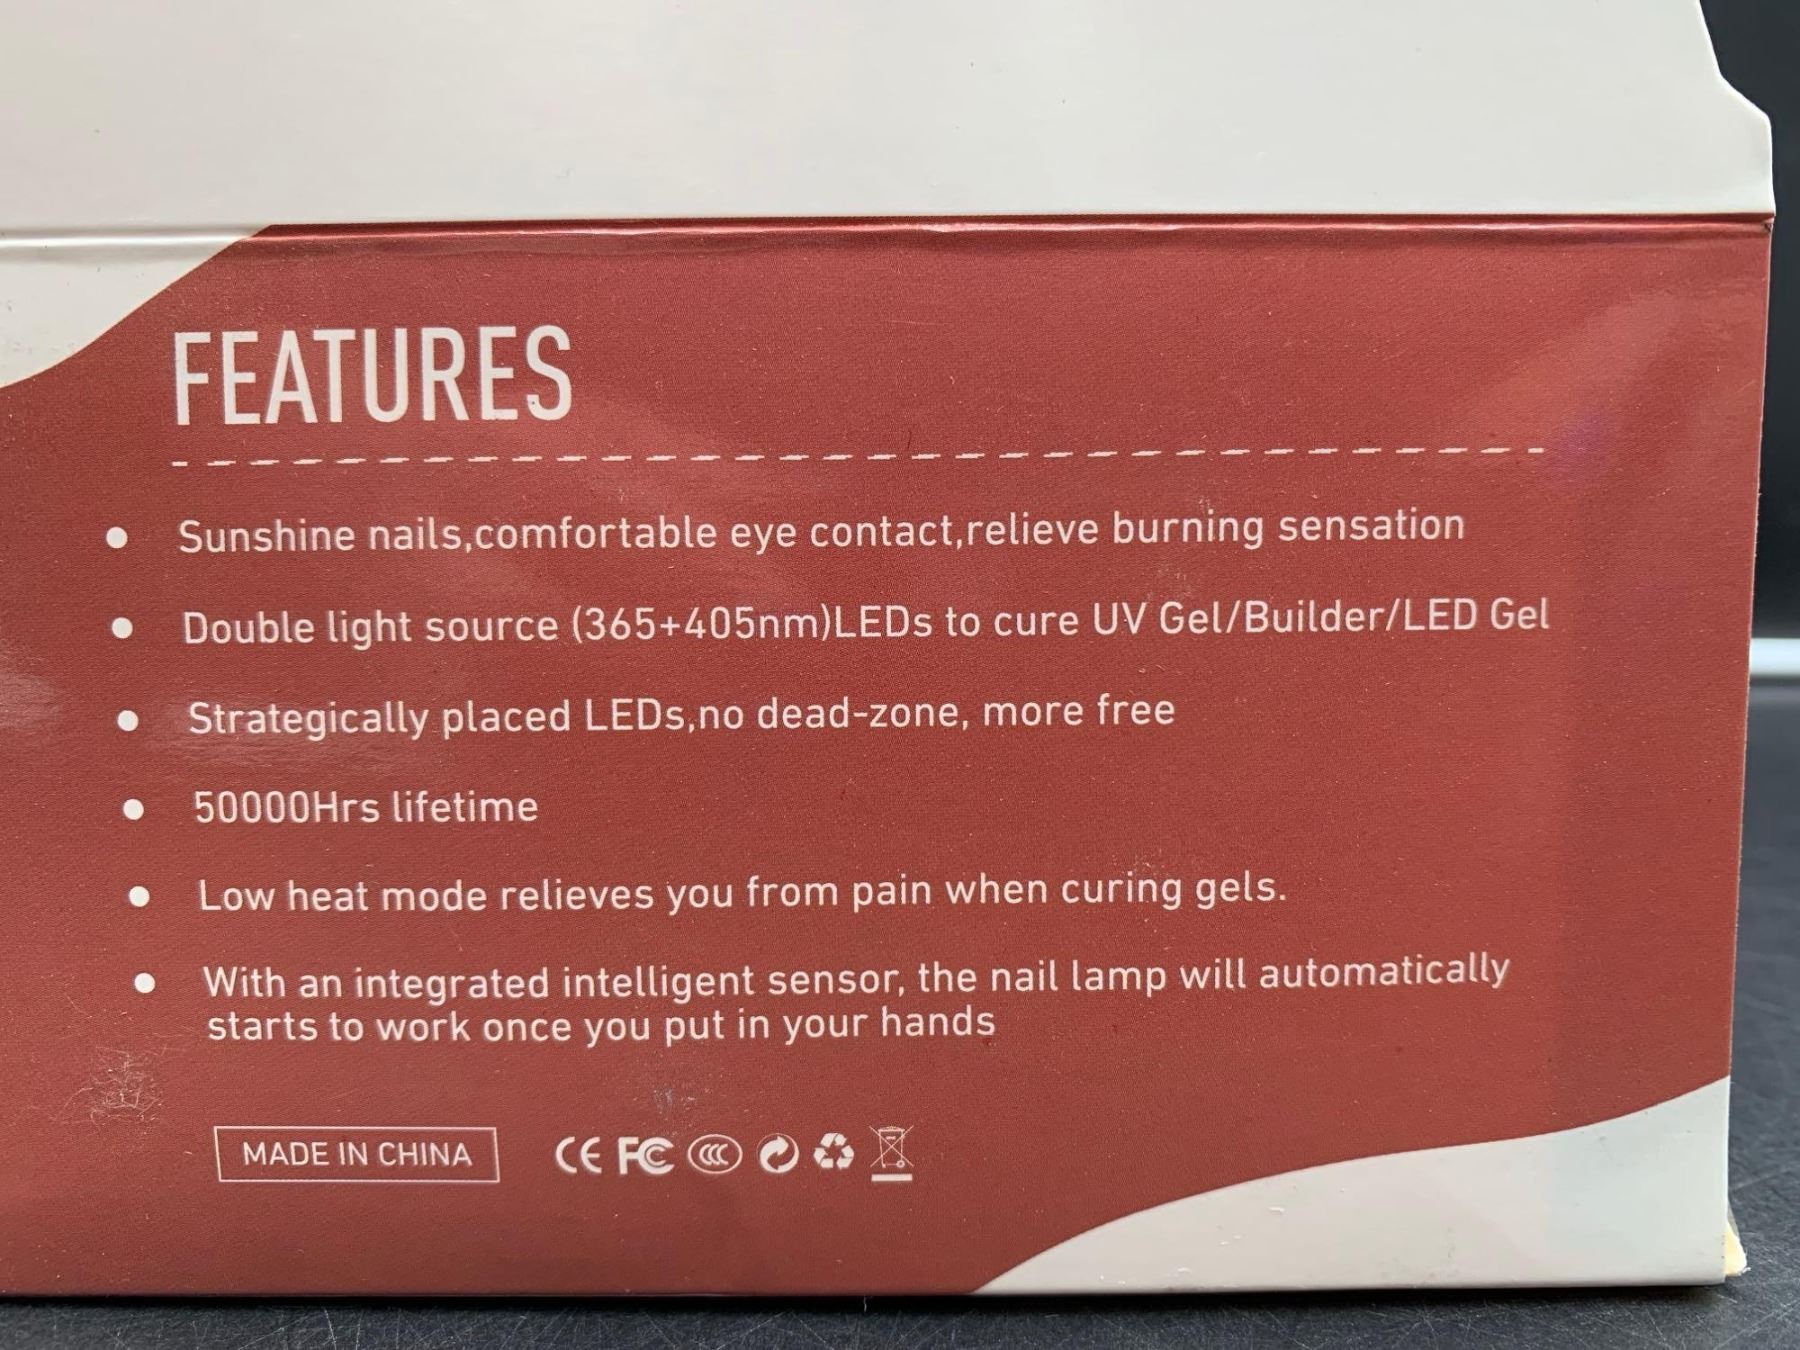 FEATURES
Sunshine nails,comfortable eye contact,relieve burning sensation
Double light source (365+405nm)LEDs to cure UV Gel/Builder/LED Gel
Strategically placed LEDs,no dead-zone, more free
50000Hrs lifetime
Low heat mode relieves you from pain when curing gels.
With an integrated intelligent sensor, the nail lamp will automatically
starts to work once you put in your hands
MADE IN CHINA CE FC CCC